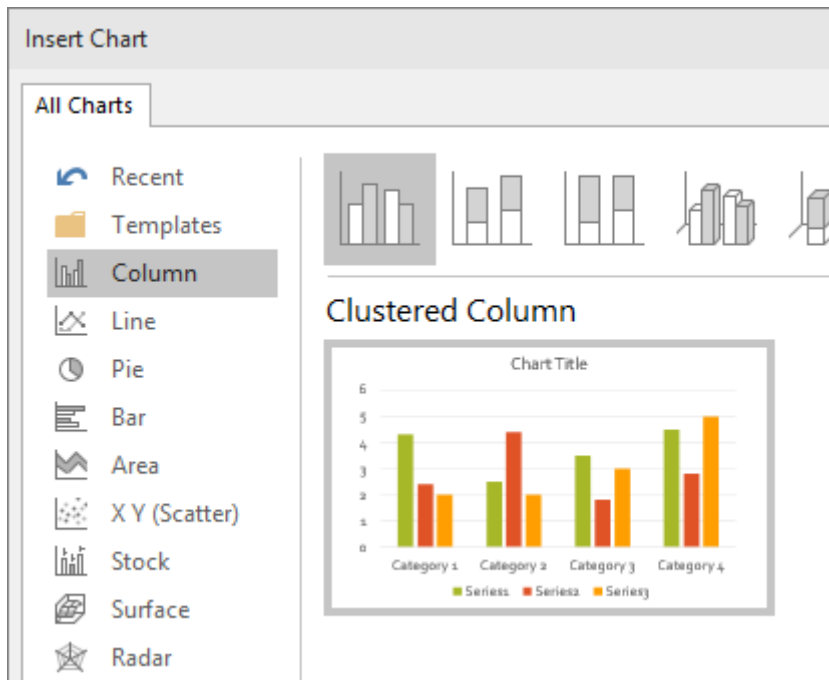 Insert Chart
All Charts
Recent
Templates
Column
Line
Pie
Bar
Area
X Y (Scatter)
Stock
Surface
Radar
Clustered Column
Chart Title
6
5
4
3
2
1
0
Category 1 Category 2 Category 3 Category 4
Series1 Series2 Series3